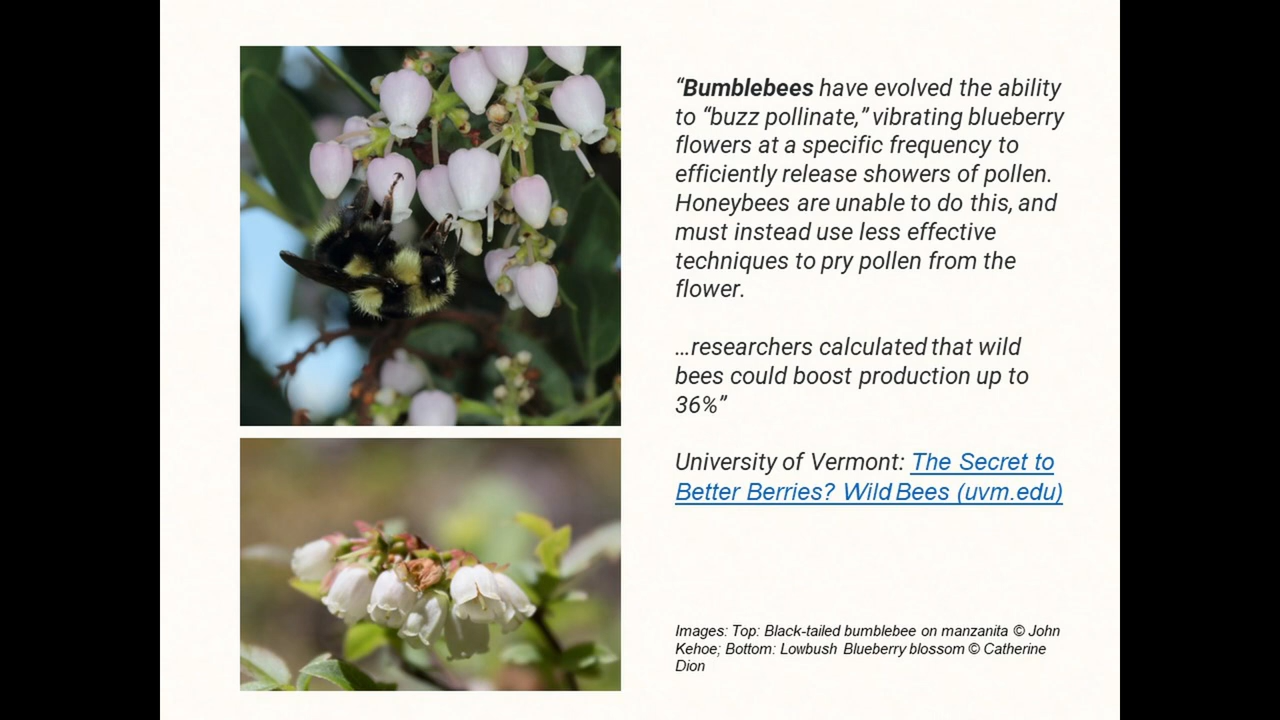 “Bumblebees have evolved the ability
to “buzz pollinate,” vibrating blueberry
flowers at a specific frequency to
efficiently release showers of pollen.
Honeybees are unable to do this, and
must instead use less effective
techniques to pry pollen from the
flower.
…researchers calculated that wild
bees could boost production up to
36%”
University of Vermont: The Secret to
Better Berries? Wild Bees (uvm.edu)
Images: Top: Black-tailed bumblebee on manzanita © John
Kehoe; Bottom: Lowbush Blueberry blossom © Catherine
Dion